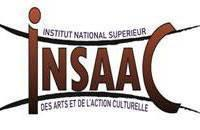 INSTITUT NATIONAL SUPERIEUR
INSAAC
DES ARTS ET DE L'ACTION CULTURELLE